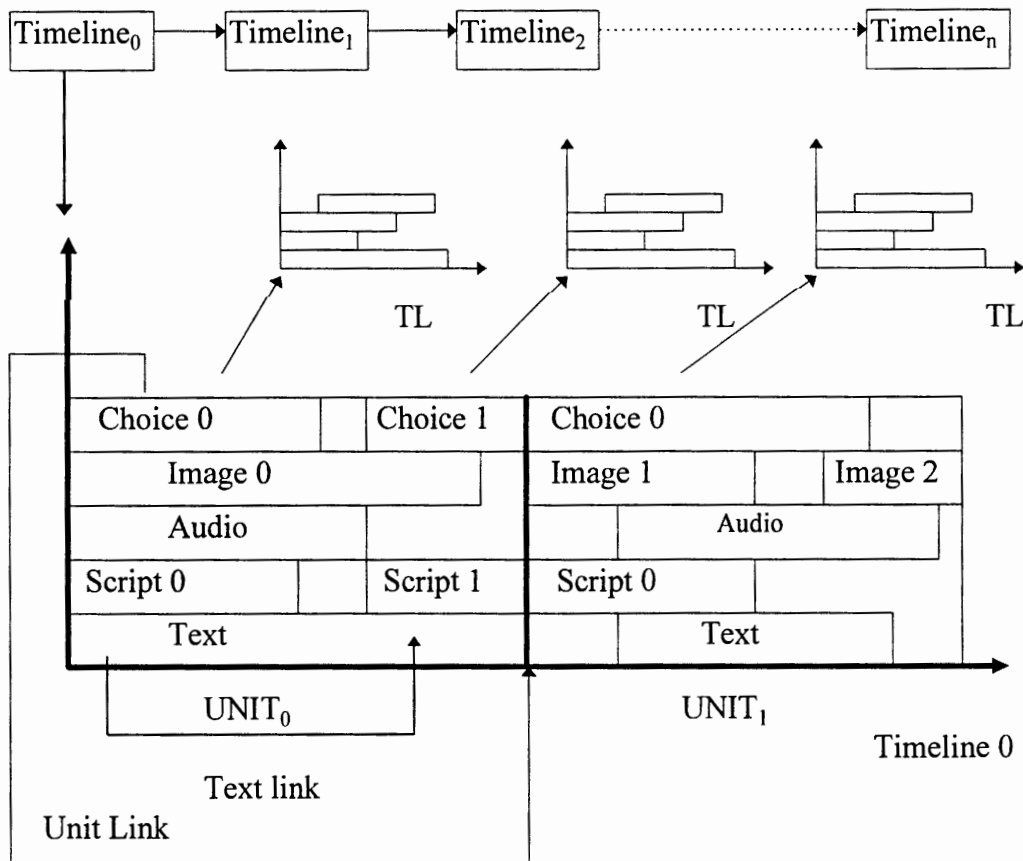 Timeline₀ Timeline₁ Timeline₂ Timelineₙ
TL TL TL
Choice 0 Choice 1 Choice 0
Image 0 Image 1 Image 2
Audio Audio
Script 0 Script 1 Script 0
Text Text
UNIT₀ UNIT₁
Timeline 0
Text link
Unit Link